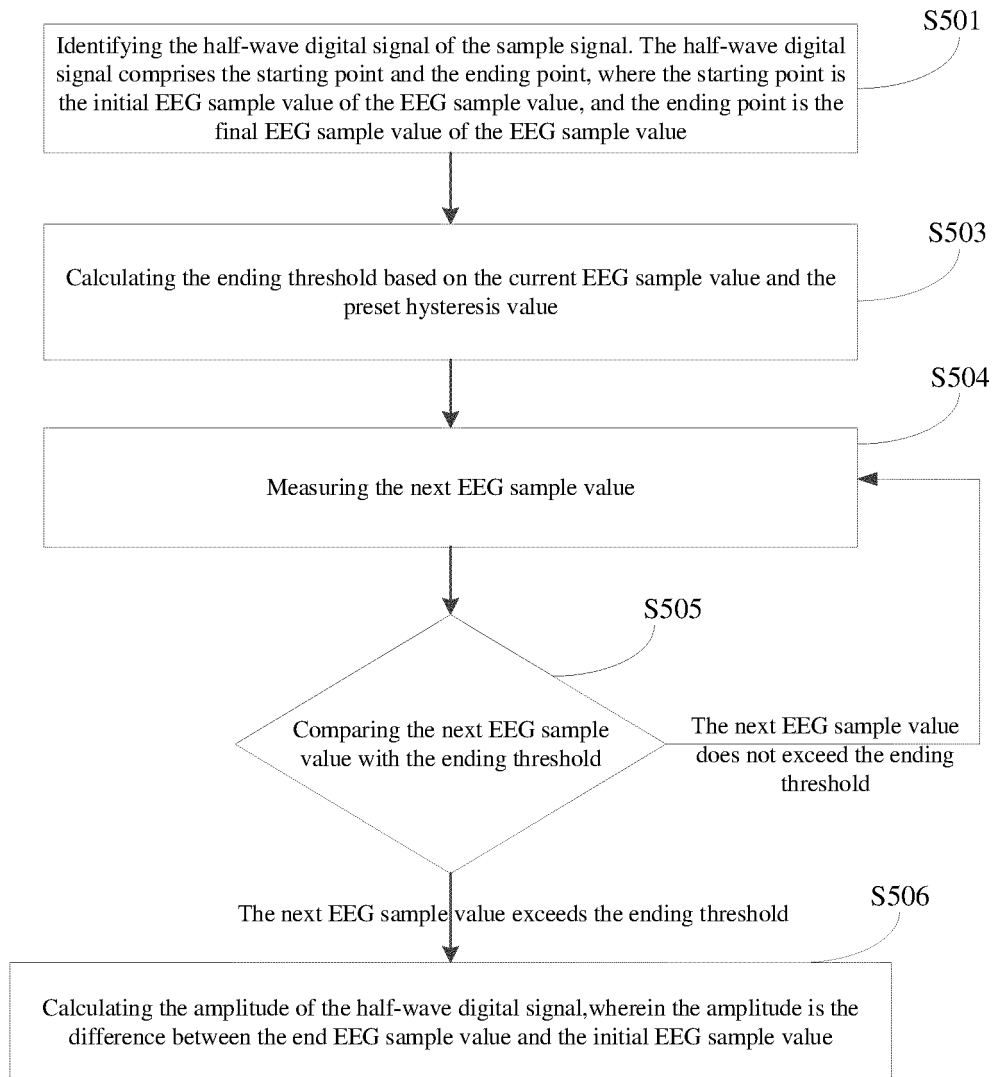 S501
Identifying the half-wave digital signal of the sample signal. The half-wave digital
signal comprises the starting point and the ending point, where the starting point is
the initial EEG sample value of the EEG sample value, and the ending point is the
final EEG sample value of the EEG sample value
S503
Calculating the ending threshold based on the current EEG sample value and the
preset hysteresis value
S504
Measuring the next EEG sample value
S505
Comparing the next EEG sample
value with the ending threshold
The next EEG sample value
does not exceed the ending
threshold
The next EEG sample value exceeds the ending threshold
S506
Calculating the amplitude of the half-wave digital signal,wherein the amplitude is the
difference between the end EEG sample value and the initial EEG sample value